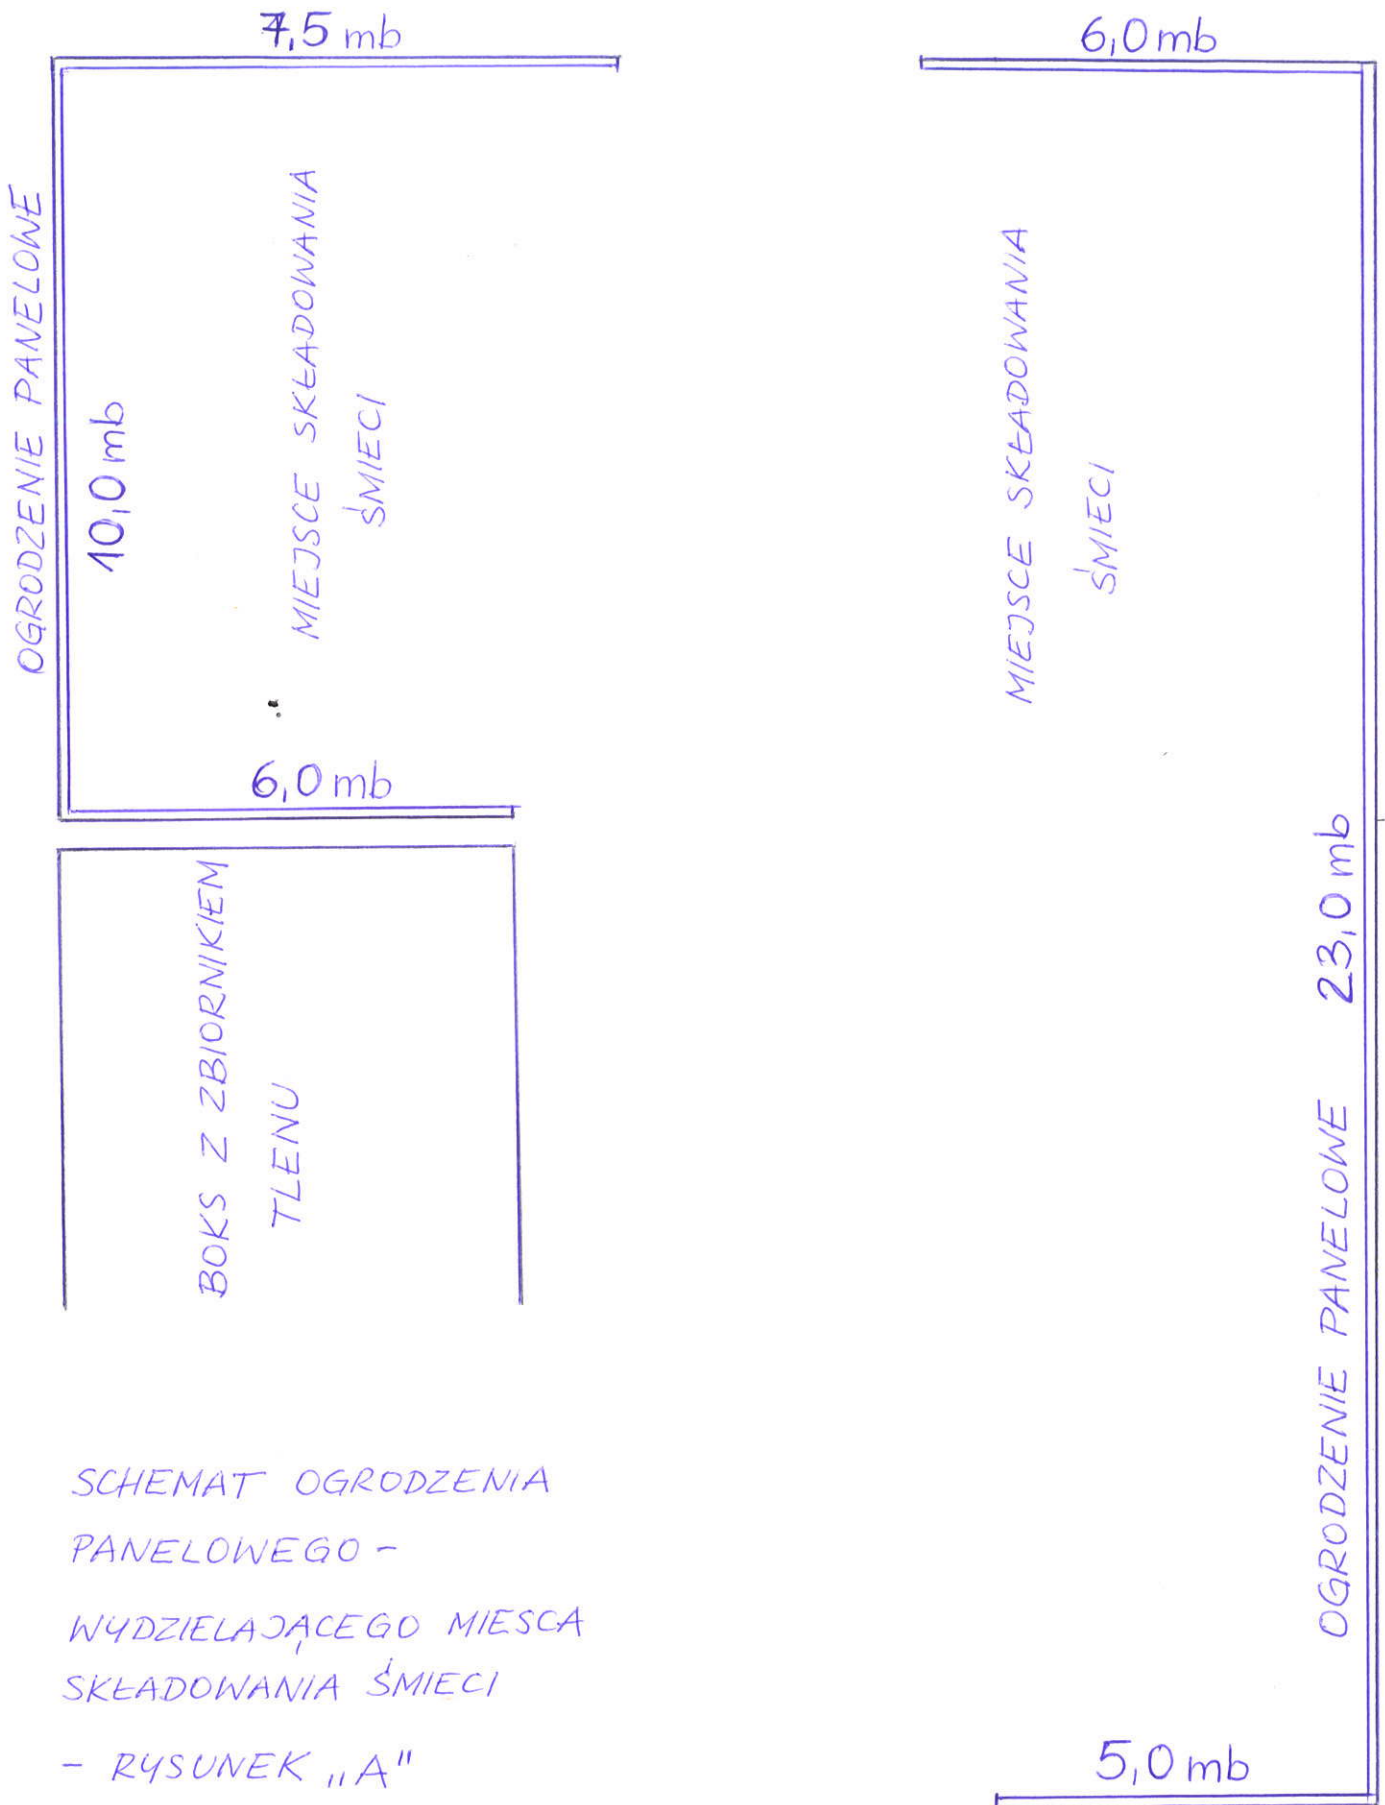 7,5 mb
6,0 mb
OGRODZENIE PANELOWE
10,0 mb
MIEJSCE SKŁADOWANIA
ŚMIECI
MIEJSCE SKŁADOWANIA
ŚMIECI
6,0 mb
BOKS Z ZBIORNIKIEM
TLENU
OGRODZENIE PANELOWE 23,0 mb
SCHEMAT OGRODZENIA
PANELOWEGO -
WYDZIELAJĄCEGO MIESCA
SKŁADOWANIA ŚMIECI
- RYSUNEK „A"
5,0 mb